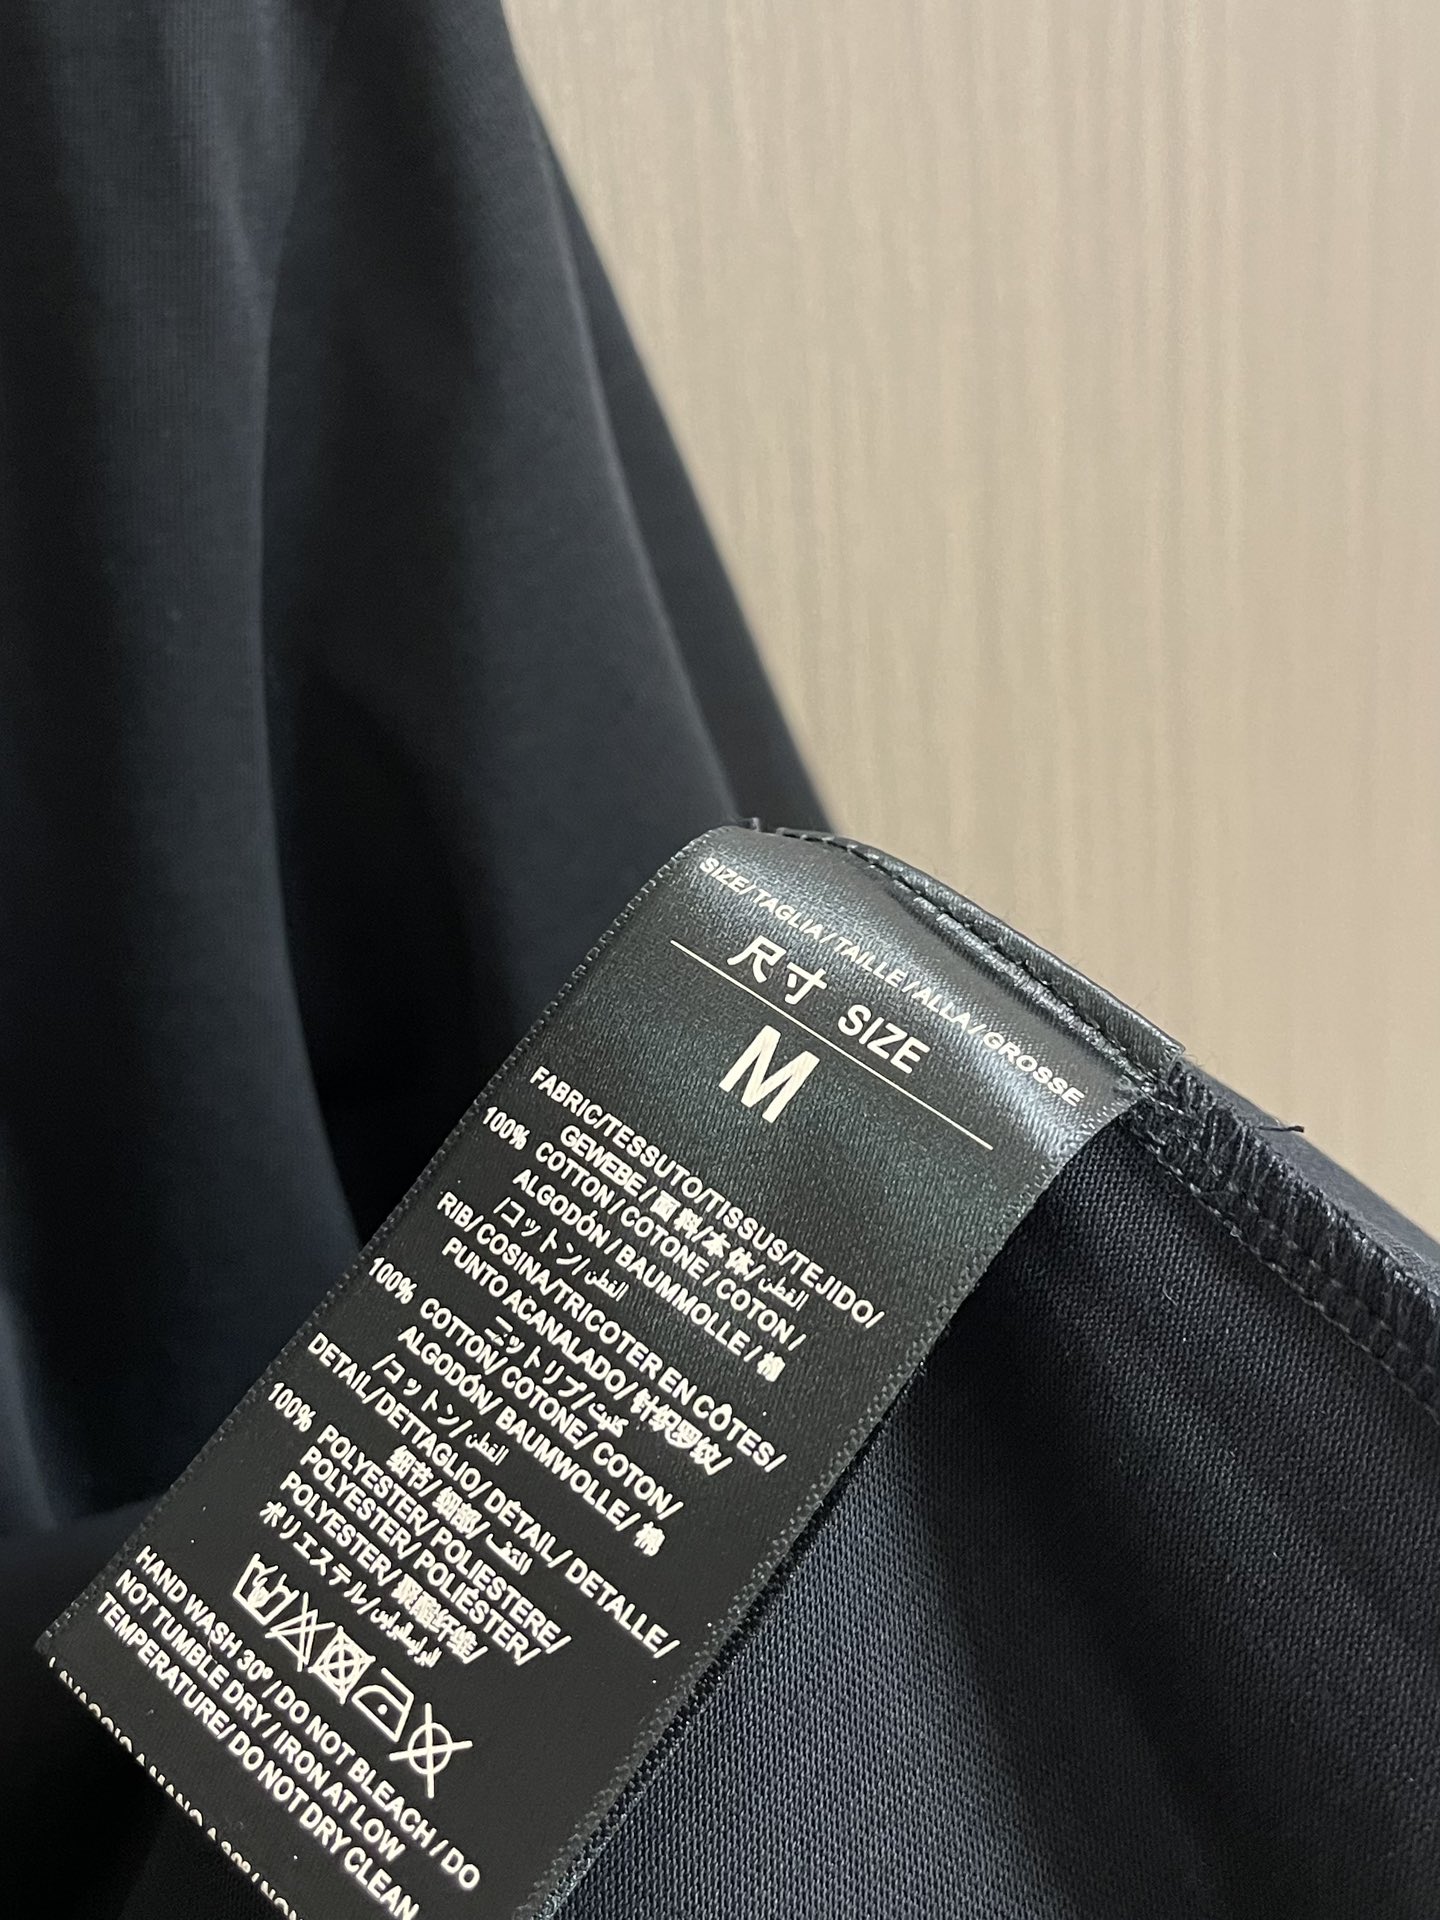 SIZE/TAGLIA/TAILLE/ALLA/GROSSE
尺寸 SIZE
M
FABRIC/TESSUTO/TISSUS/TEJIDO/
GEWEBE/面料/本体/القطن
100% COTTON/COTONE/COTON/
ALGODÓN/BAUMMOLLE/棉
/コットン/القطن
RIB/COSINA/TRICOTER EN CÔTES/
PUNTO ACANALADO/针织罗纹/
ニットリブ/كليت
100% COTTON/COTONE/COTON/
ALGODÓN/BAUMWOLLE/棉
/コットン/القطن
DETAIL/DETTAGLIO/DÉTAIL/DETALLE/
细节/細部/
100% POLYESTER/POLIESTERE/
POLYESTER/POLIÉSTER/
POLYESTER/聚酯纤维/
ポリエステル/
HAND WASH 30°/DO NOT BLEACH/DO
NOT TUMBLE DRY/IRON AT LOW
TEMPERATURE/DO NOT DRY CLEAN